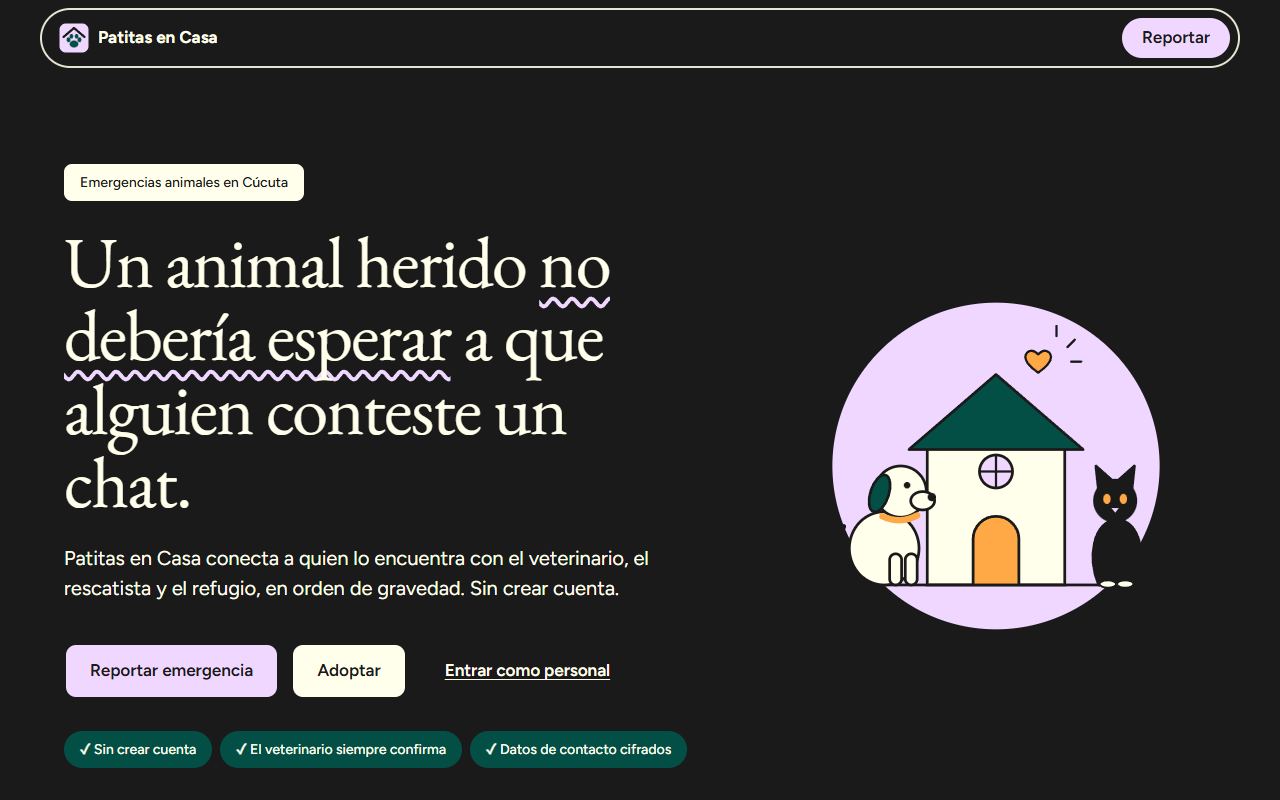 Patitas en Casa
Reportar
Emergencias animales en Cúcuta
Un animal herido no
debería esperar a que
alguien conteste un
chat.
Patitas en Casa conecta a quien lo encuentra con el veterinario, el
rescatista y el refugio, en orden de gravedad. Sin crear cuenta.
Reportar emergencia
Adoptar
Entrar como personal
✓ Sin crear cuenta
✓ El veterinario siempre confirma
✓ Datos de contacto cifrados